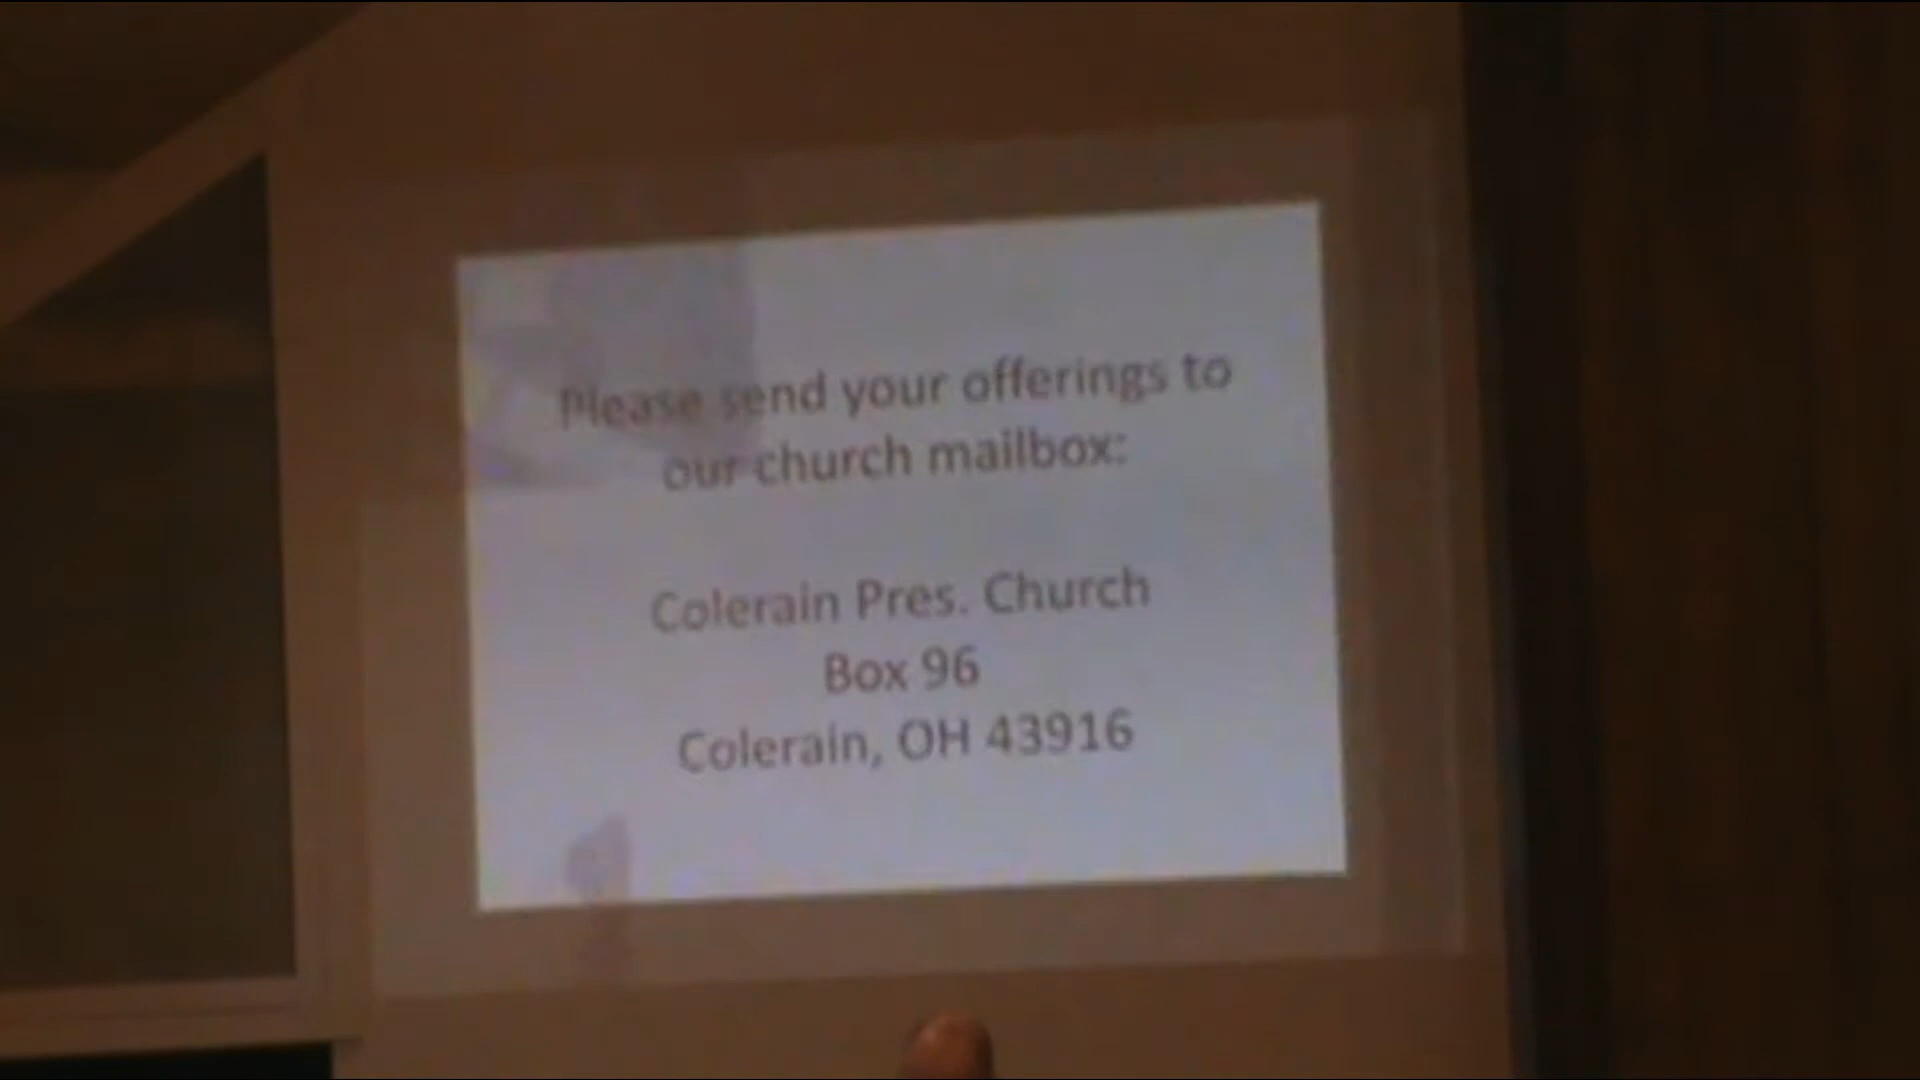 Please send your offerings to
our church mailbox:
Colerain Pres. Church
Box 96
Colerain, OH 43916